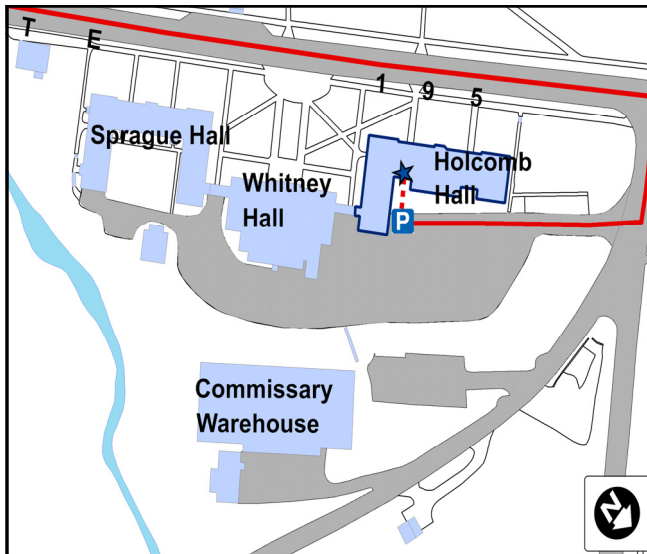 T E 1 9 5
Sprague Hall
Holcomb
Hall
Whitney
Hall
P
Commissary
Warehouse
N